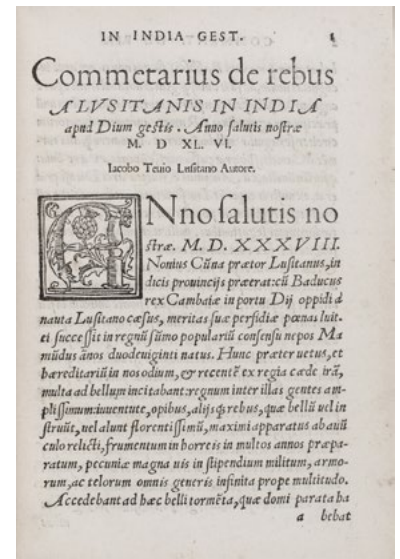 IN INDIA GEST. 1
Commetarius de rebus
A LVSITANIS IN INDIA
apud Dium gestis. Anno salutis nostræ
M. D XL. VI.
Iacobo Teuio Lusitano Autore.
ANno salutis no
stræ. M. D. XXXVIII.
Nonius Cũna prætor Lusitanus, in
dicis prouincijs præerat: cũ Baducus
rex Cambaiæ in portu Dij oppidi á
nauta Lusitano cæsus, meritas suæ perfidiæ pœnas luit.
ei successit in regnũ sũmo populariũ consensu nepos Ma
mũdus ãnos duodeuiginti natus. Hunc præter uetus, et
hæreditariũ in nos odium, & recentẽ ex regia cæde irã,
multa ad bellum incitabant: regnum inter illas gentes am-
plissimum: iuuentute, opibus, alijsq; rebus, quæ bellũ uel in
struũt, uel alunt florentissimũ, maximi apparatus ab auũ
culo relicti, frumentum in horreis in multos annos præpa-
ratum, pecuniæ magna uis in stipendium militum, armo-
rum, ac telorum omnis generis infinita prope multitudo.
Accedebant ad hæc belli tormẽta, quæ domi parata ha
a bebat